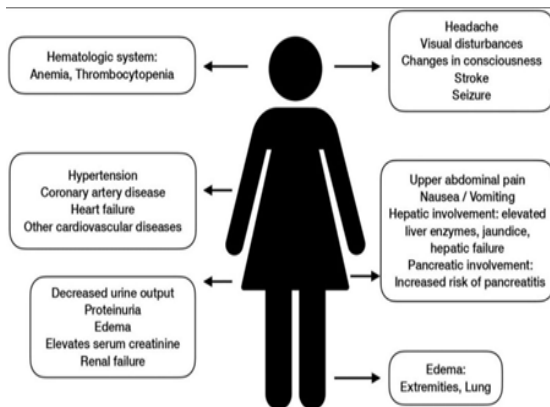 Hematologic system:
Anemia, Thrombocytopenia
Headache
Visual disturbances
Changes in consciousness
Stroke
Seizure
Hypertension
Coronary artery disease
Heart failure
Other cardiovascular diseases
Upper abdominal pain
Nausea / Vomiting
Hepatic involvement: elevated
liver enzymes, jaundice,
hepatic failure
Pancreatic involvement:
Increased risk of pancreatitis
Decreased urine output
Proteinuria
Edema
Elevates serum creatinine
Renal failure
Edema:
Extremities, Lung